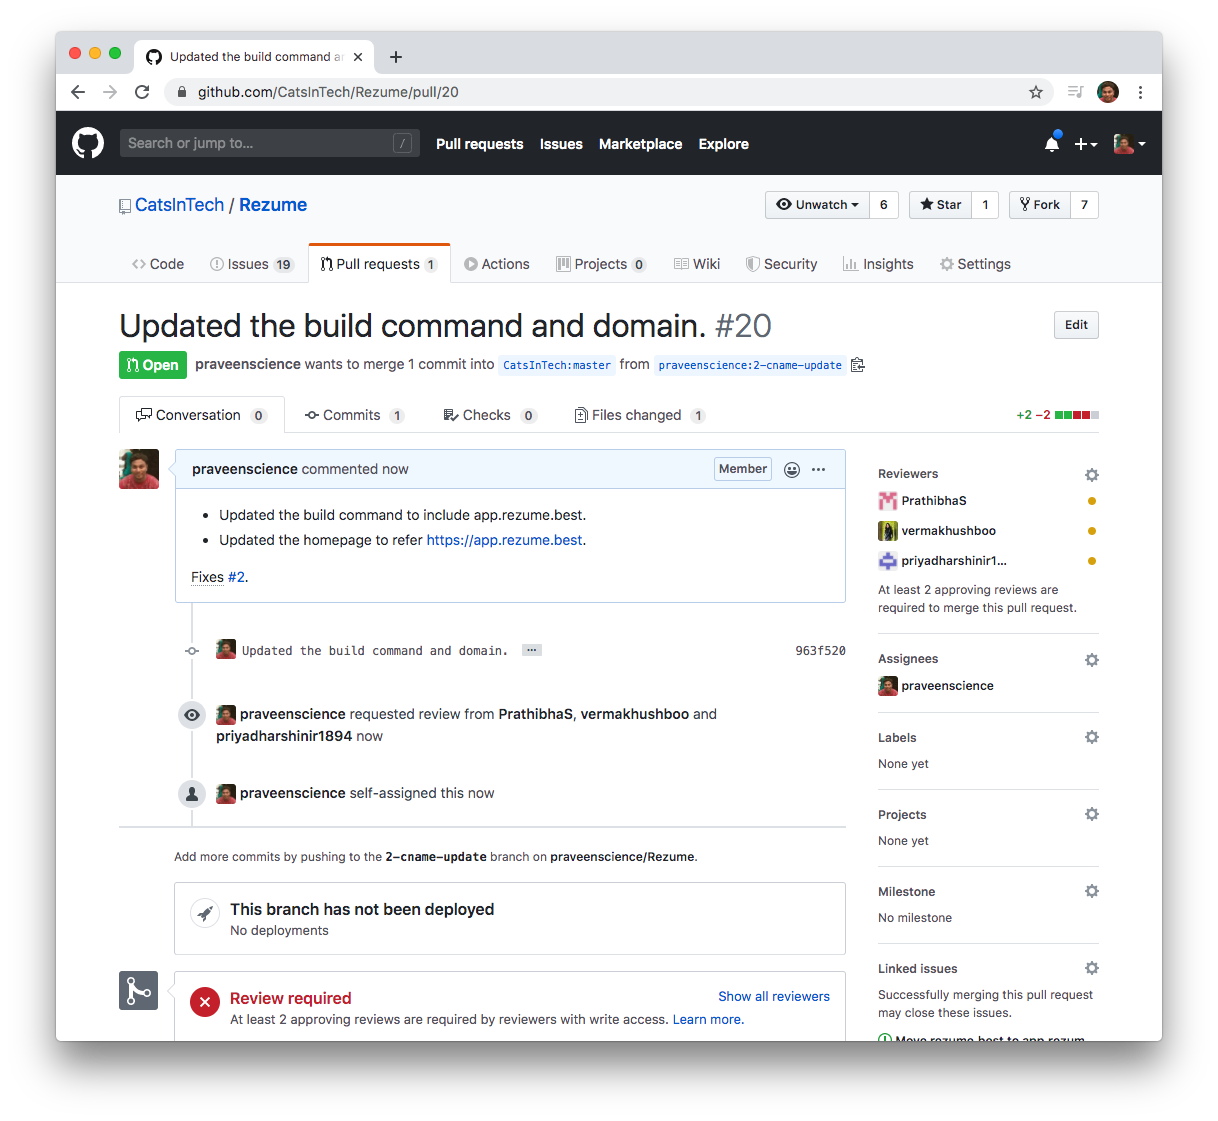 Updated the build command a
github.com/CatsInTech/Rezume/pull/20
Search or jump to... /
Pull requests Issues Marketplace Explore
CatsInTech / Rezume
Unwatch 6 Star 1 Fork 7
Code Issues 19 Pull requests 1 Actions Projects 0 Wiki Security Insights Settings
Updated the build command and domain. #20
Edit
Open praveenscience wants to merge 1 commit into CatsInTech:master from praveenscience:2-cname-update
Conversation 0 Commits 1 Checks 0 Files changed 1
+2 −2
praveenscience commented now
Member
• Updated the build command to include app.rezume.best.
• Updated the homepage to refer https://app.rezume.best.
Fixes #2.
Updated the build command and domain. ... 963f520
praveenscience requested review from PrathibhaS, vermakhushboo and
priyadharshinir1894 now
praveenscience self-assigned this now
Add more commits by pushing to the 2-cname-update branch on praveenscience/Rezume.
This branch has not been deployed
No deployments
Review required
Show all reviewers
At least 2 approving reviews are required by reviewers with write access. Learn more.
Reviewers
PrathibhaS
vermakhushboo
priyadharshinir1...
At least 2 approving reviews are
required to merge this pull request.
Assignees
praveenscience
Labels
None yet
Projects
None yet
Milestone
No milestone
Linked issues
Successfully merging this pull request
may close these issues.
Move rezume.best to app.rezum